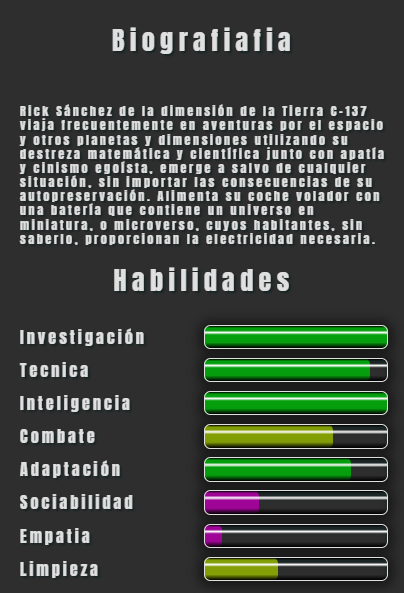 Biografiafia
Rick Sánchez de la dimensión de la Tierra C-137
viaja frecuentemente en aventuras por el espacio
y otros planetas y dimensiones utilizando su
destreza matemática y científica junto con apatía
y cinismo egoísta, emerge a salvo de cualquier
situación, sin importar las consecuencias de su
autopreservación. Alimenta su coche volador con
una batería que contiene un universo en
miniatura, o microverso, cuyos habitantes, sin
saberlo, proporcionan la electricidad necesaria.
Habilidades
Investigación
Tecnica
Inteligencia
Combate
Adaptación
Sociabilidad
Empatia
Limpieza